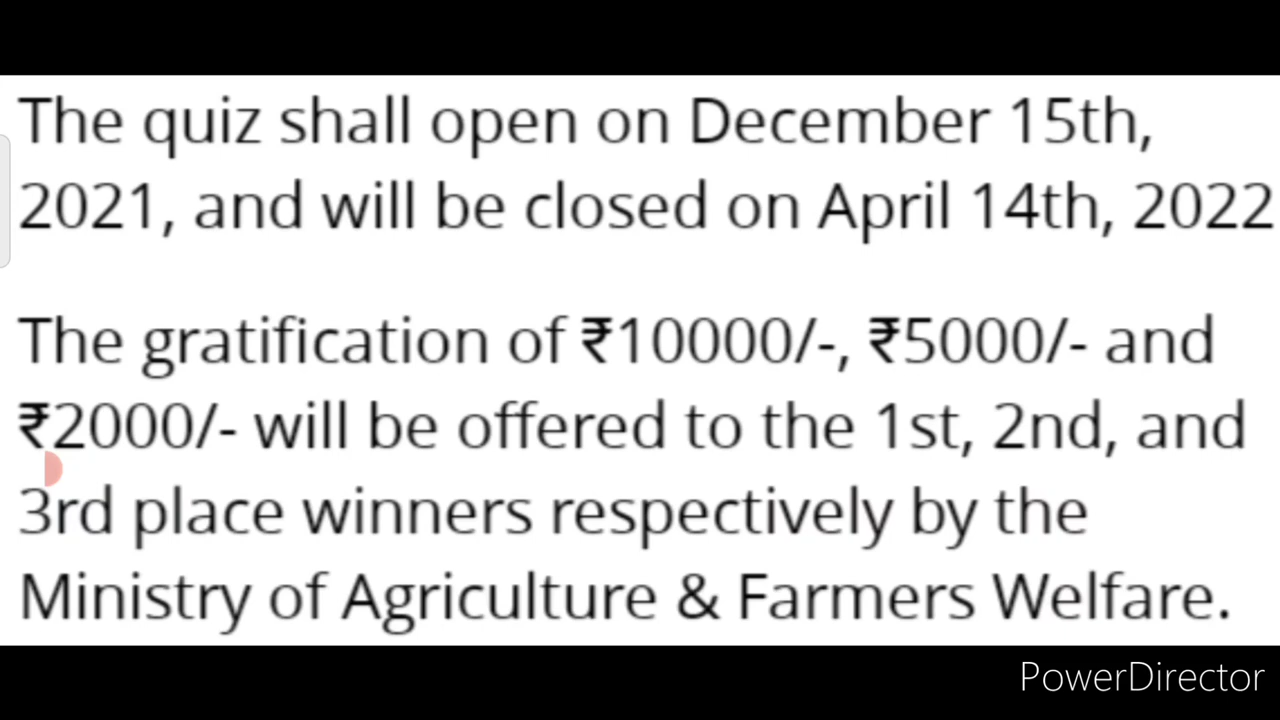 The quiz shall open on December 15th,
2021, and will be closed on April 14th, 2022
The gratification of ₹10000/-, ₹5000/- and
₹2000/- will be offered to the 1st, 2nd, and
3rd place winners respectively by the
Ministry of Agriculture & Farmers Welfare.
PowerDirector